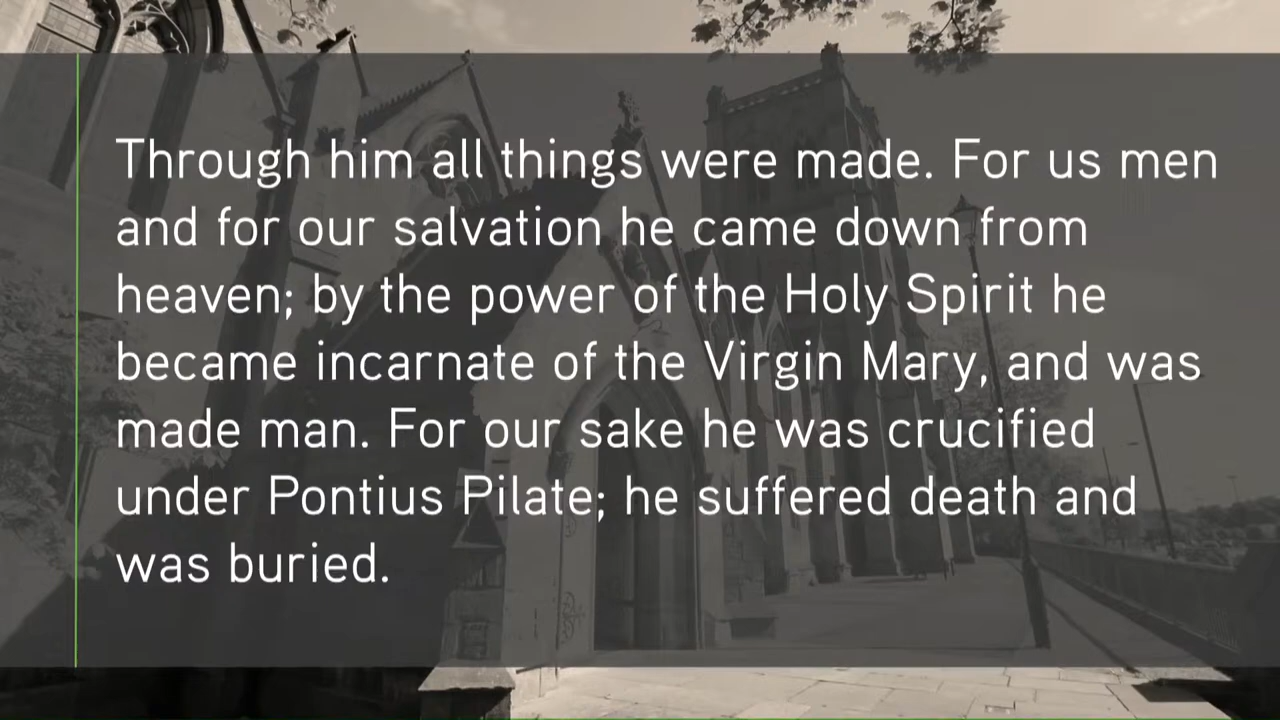 Through him all things were made. For us men
and for our salvation he came down from
heaven; by the power of the Holy Spirit he
became incarnate of the Virgin Mary, and was
made man. For our sake he was crucified
under Pontius Pilate; he suffered death and
was buried.